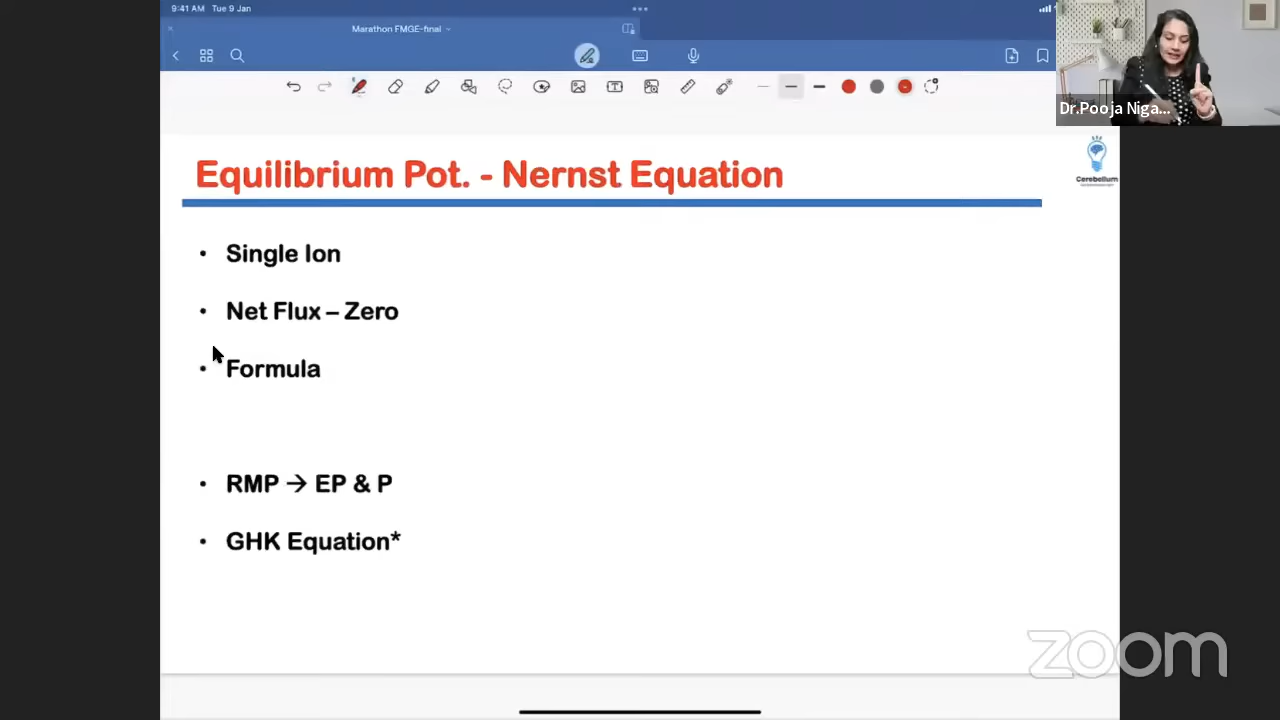 9:41 AM Tue 9 Jan
Marathon FMGE-final
Dr.Pooja Niga...
Equilibrium Pot. - Nernst Equation
Cerebellum
• Single Ion
• Net Flux – Zero
• Formula
• RMP → EP & P
• GHK Equation*
zoom